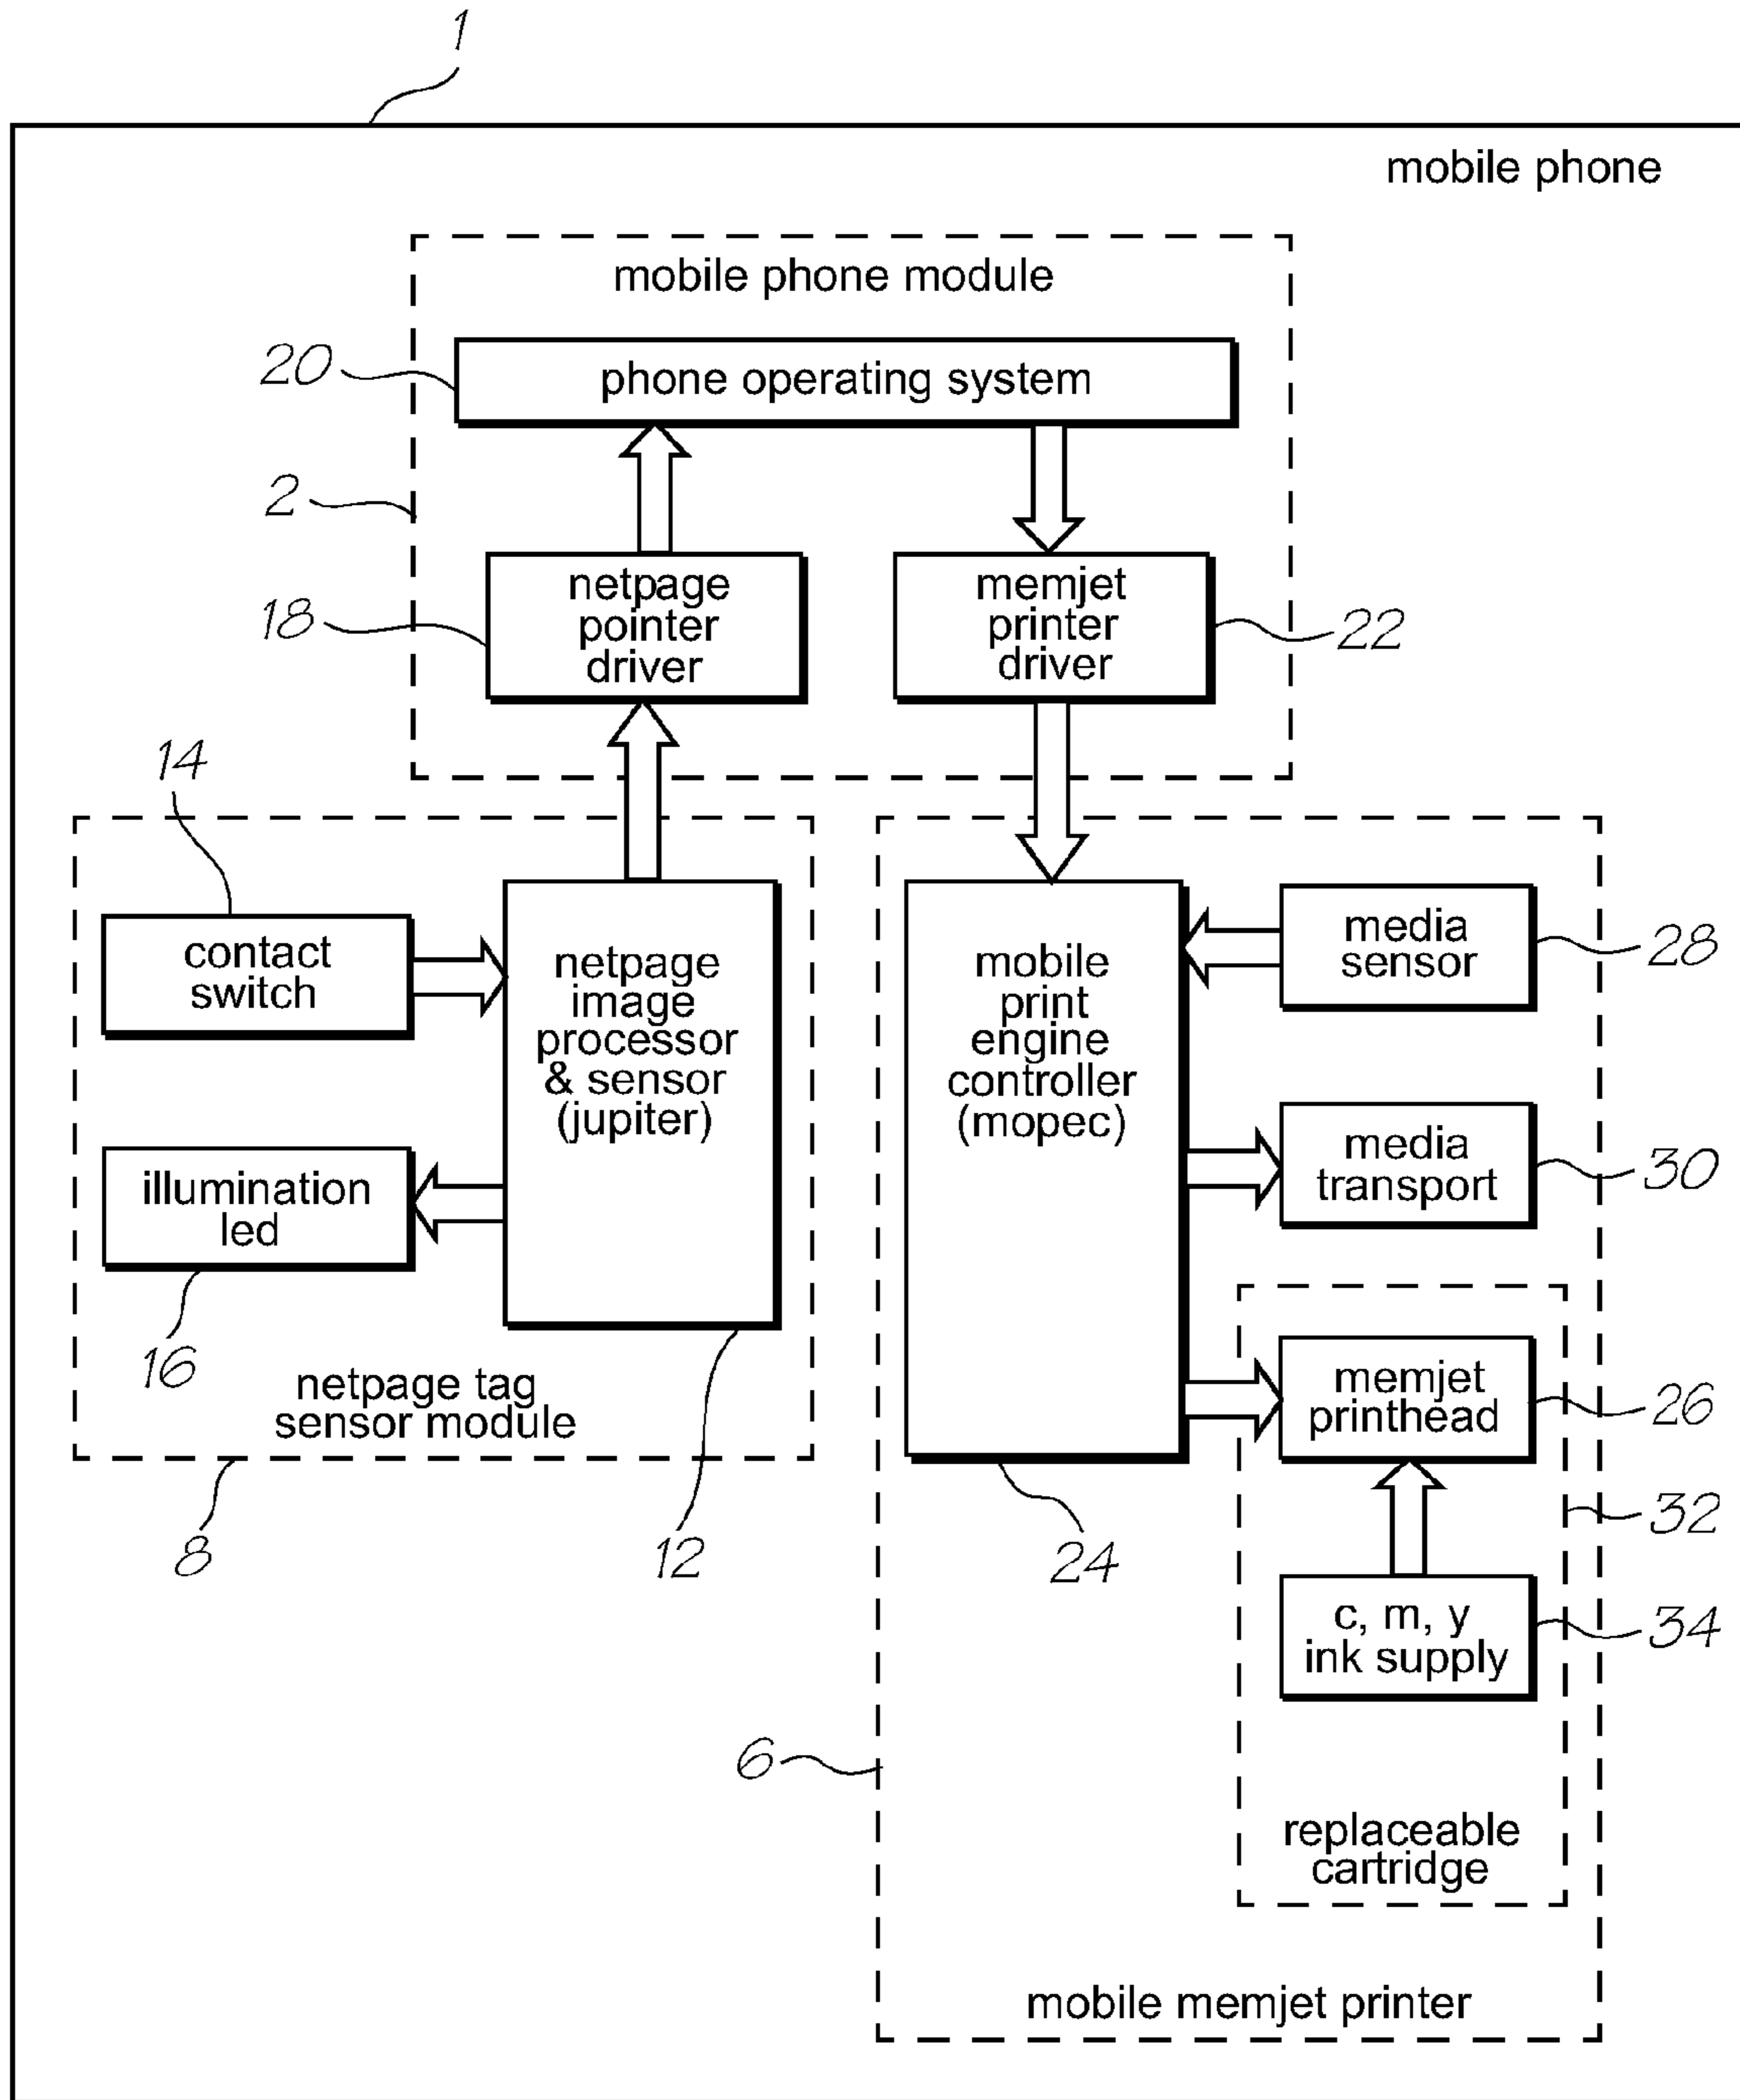 1
mobile phone
mobile phone module
20
phone operating system
2
18
netpage
pointer
driver
memjet
printer
driver
22
14
contact
switch
netpage
image
processor
& sensor
(jupiter)
illumination
led
16
netpage tag
sensor module
8
12
mobile
print
engine
controller
(mopec)
media
sensor
28
media
transport
30
memjet
printhead
26
24
32
c, m, y
ink supply
34
6
replaceable
cartridge
mobile memjet printer